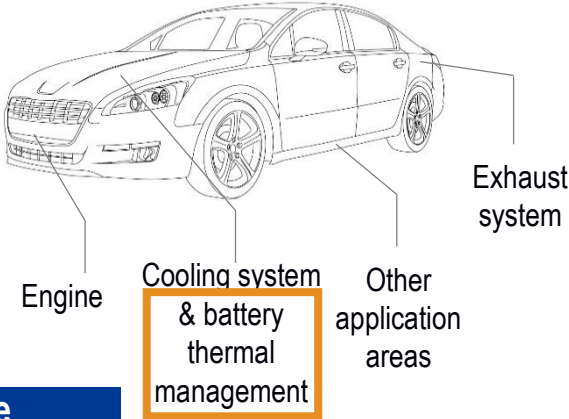 Exhaust
system
Engine
Cooling system
& battery
thermal
management
Other
application
areas